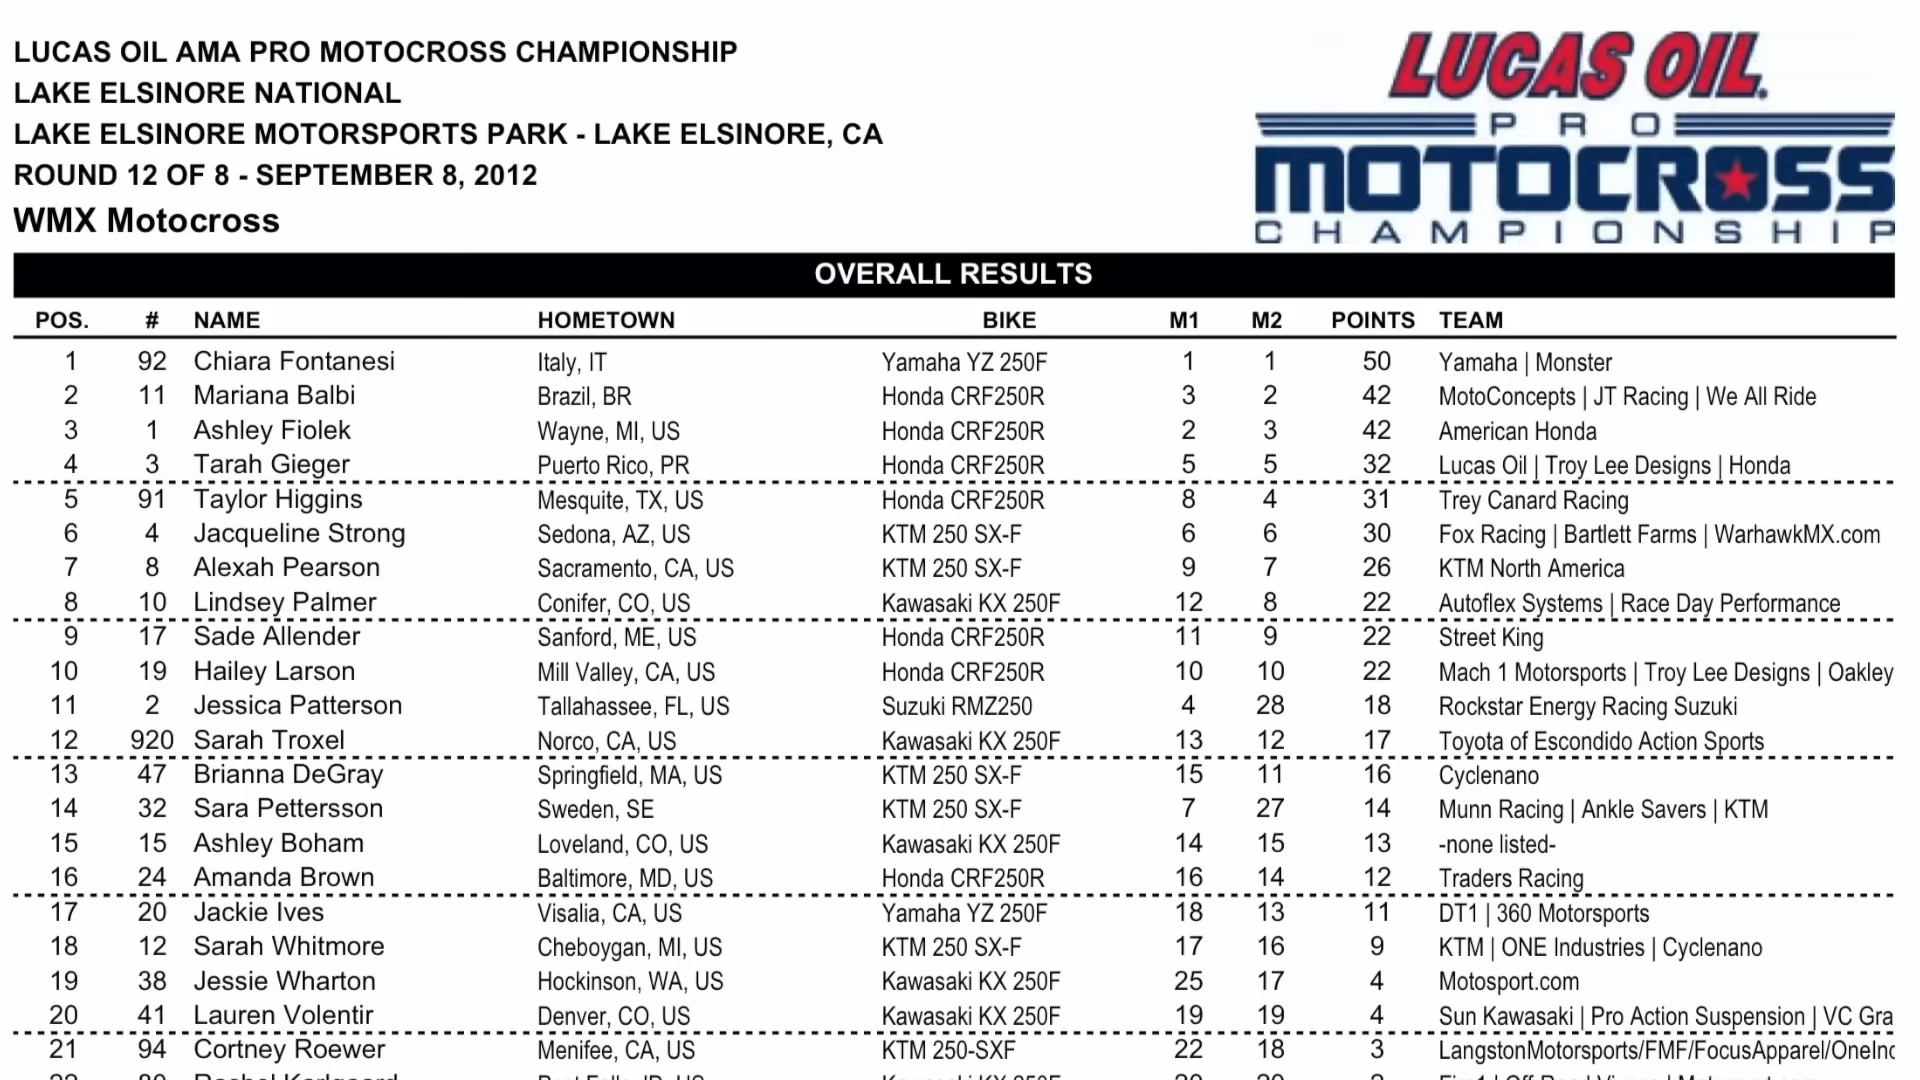 LUCAS OIL AMA PRO MOTOCROSS CHAMPIONSHIP
LAKE ELSINORE NATIONAL
LAKE ELSINORE MOTORSPORTS PARK - LAKE ELSINORE, CA
ROUND 12 OF 8 - SEPTEMBER 8, 2012
WMX Motocross
LUCAS OIL
PRO
MOTOCROSS
CHAMPIONSHIP
OVERALL RESULTS
POS. # NAME HOMETOWN BIKE M1 M2 POINTS TEAM
1 92 Chiara Fontanesi Italy, IT Yamaha YZ 250F 1 1 50 Yamaha | Monster
2 11 Mariana Balbi Brazil, BR Honda CRF250R 3 2 42 MotoConcepts | JT Racing | We All Ride
3 1 Ashley Fiolek Wayne, MI, US Honda CRF250R 2 3 42 American Honda
4 3 Tarah Gieger Puerto Rico, PR Honda CRF250R 5 5 32 Lucas Oil | Troy Lee Designs | Honda
5 91 Taylor Higgins Mesquite, TX, US Honda CRF250R 8 4 31 Trey Canard Racing
6 4 Jacqueline Strong Sedona, AZ, US KTM 250 SX-F 6 6 30 Fox Racing | Bartlett Farms | WarhawkMX.com
7 8 Alexah Pearson Sacramento, CA, US KTM 250 SX-F 9 7 26 KTM North America
8 10 Lindsey Palmer Conifer, CO, US Kawasaki KX 250F 12 8 22 Autoflex Systems | Race Day Performance
9 17 Sade Allender Sanford, ME, US Honda CRF250R 11 9 22 Street King
10 19 Hailey Larson Mill Valley, CA, US Honda CRF250R 10 10 22 Mach 1 Motorsports | Troy Lee Designs | Oakley
11 2 Jessica Patterson Tallahassee, FL, US Suzuki RMZ250 4 28 18 Rockstar Energy Racing Suzuki
12 920 Sarah Troxel Norco, CA, US Kawasaki KX 250F 13 12 17 Toyota of Escondido Action Sports
13 47 Brianna DeGray Springfield, MA, US KTM 250 SX-F 15 11 16 Cyclenano
14 32 Sara Pettersson Sweden, SE KTM 250 SX-F 7 27 14 Munn Racing | Ankle Savers | KTM
15 15 Ashley Boham Loveland, CO, US Kawasaki KX 250F 14 15 13 -none listed-
16 24 Amanda Brown Baltimore, MD, US Honda CRF250R 16 14 12 Traders Racing
17 20 Jackie Ives Visalia, CA, US Yamaha YZ 250F 18 13 11 DT1 | 360 Motorsports
18 12 Sarah Whitmore Cheboygan, MI, US KTM 250 SX-F 17 16 9 KTM | ONE Industries | Cyclenano
19 38 Jessie Wharton Hockinson, WA, US Kawasaki KX 250F 25 17 4 Motosport.com
20 41 Lauren Volentir Denver, CO, US Kawasaki KX 250F 19 19 4 Sun Kawasaki | Pro Action Suspension | VC Gra
21 94 Cortney Roewer Menifee, CA, US KTM 250-SXF 22 18 3 LangstonMotorsports/FMF/FocusApparel/OneInc